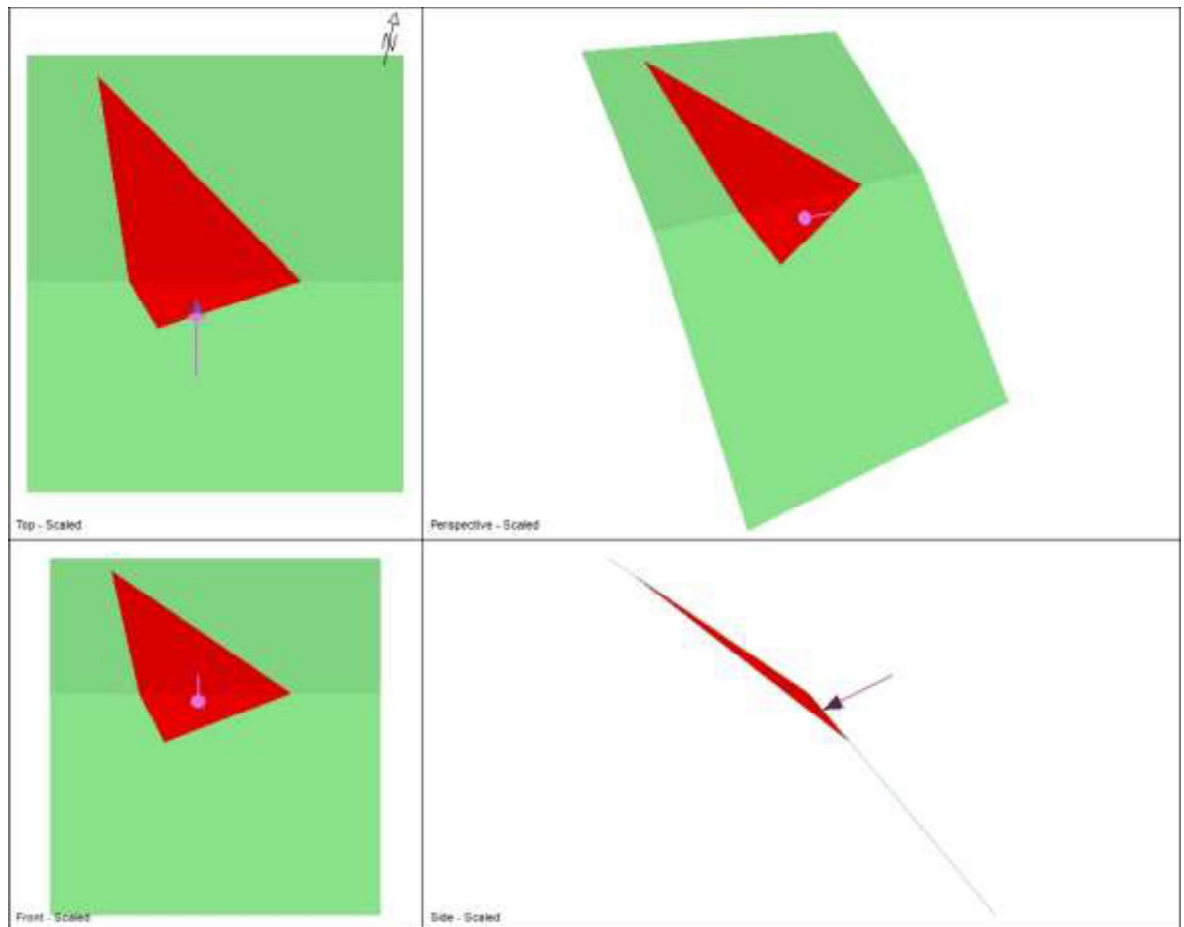 N
Top - Scaled
Perspective - Scaled
Front - Scaled
Side - Scaled